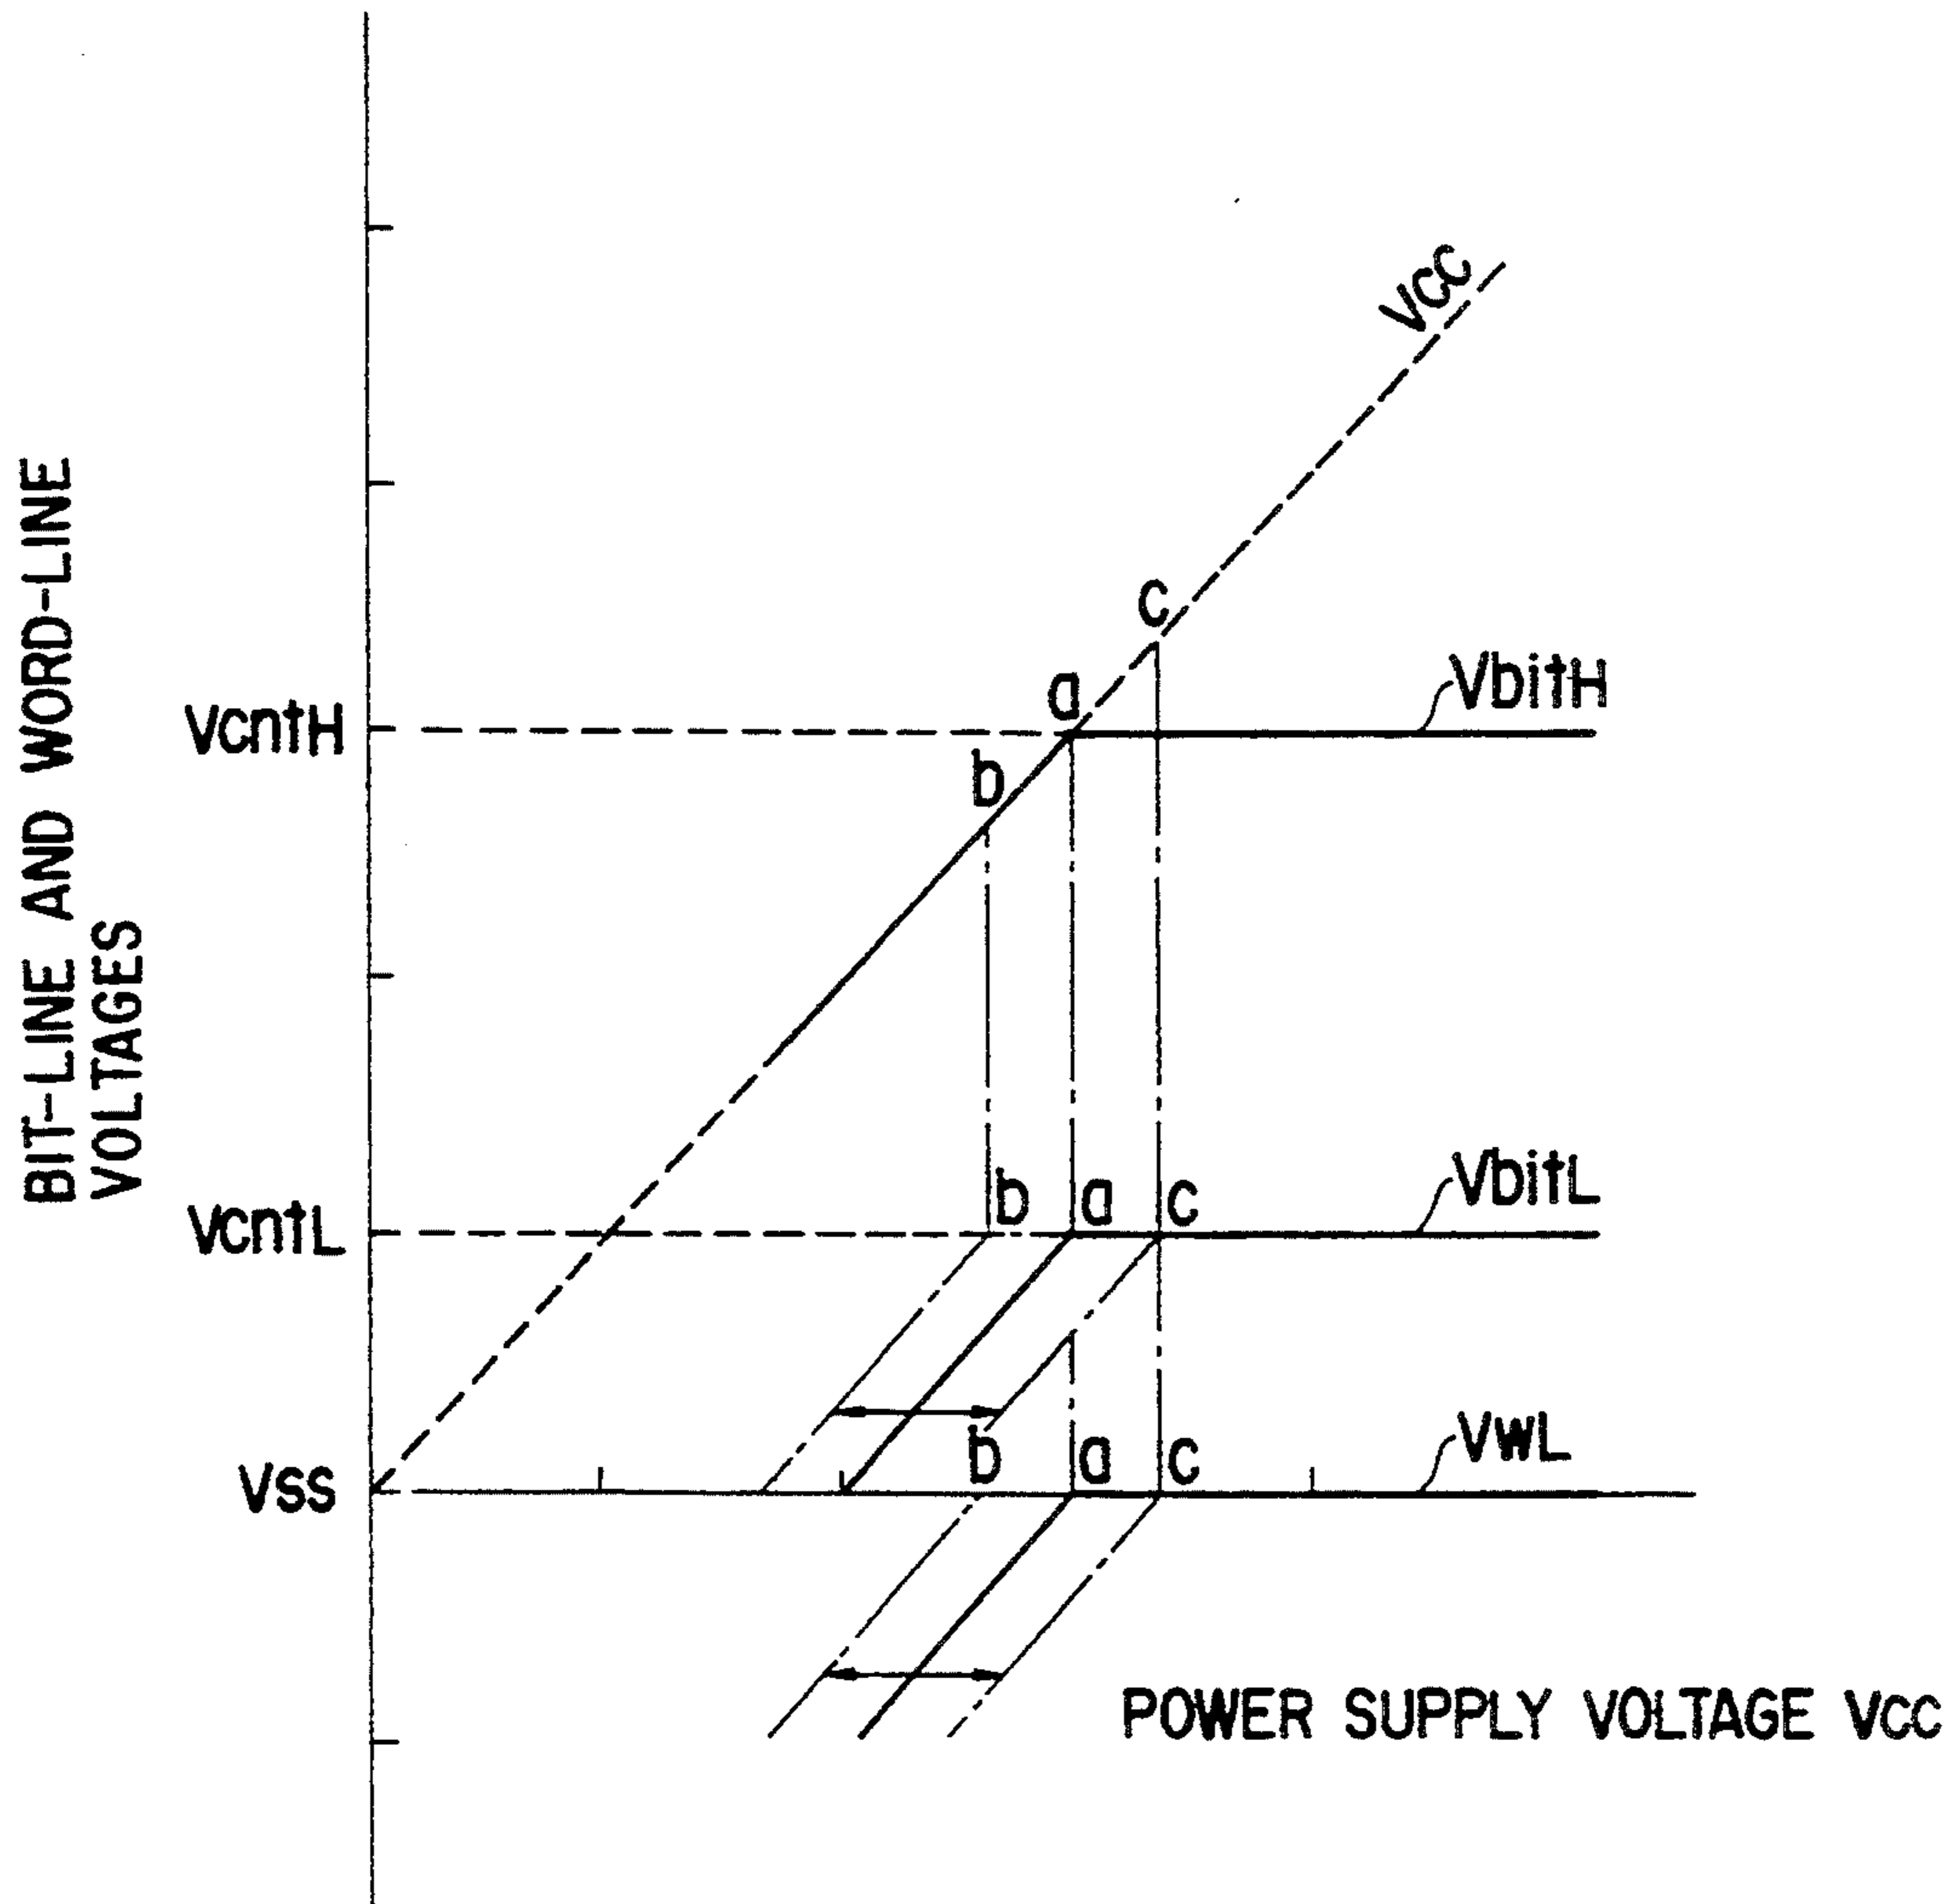 BIT-LINE AND WORD-LINE
VOLTAGES
VCC
c
a
VbitH
VcntH
b
VbitL
b a c
VcntL
VWL
b a c
VSS
POWER SUPPLY VOLTAGE VCC